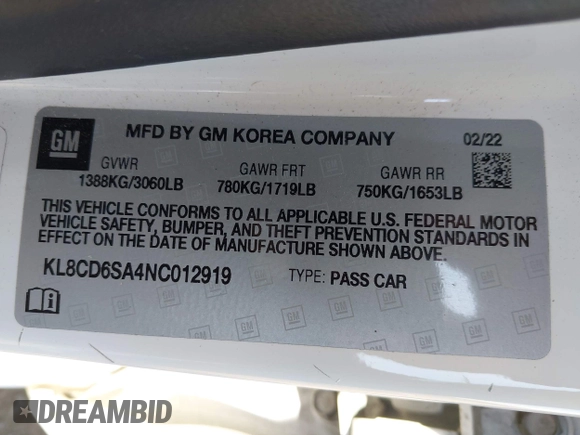 GM MFD BY GM KOREA COMPANY 02/22
GVWR GAWR FRT GAWR RR
1388KG/3060LB 780KG/1719LB 750KG/1653LB
THIS VEHICLE CONFORMS TO ALL APPLICABLE U.S. FEDERAL MOTOR
VEHICLE SAFETY, BUMPER, AND THEFT PREVENTION STANDARDS IN
EFFECT ON THE DATE OF MANUFACTURE SHOWN ABOVE.
KL8CD6SA4NC012919 TYPE: PASS CAR
DREAMBID